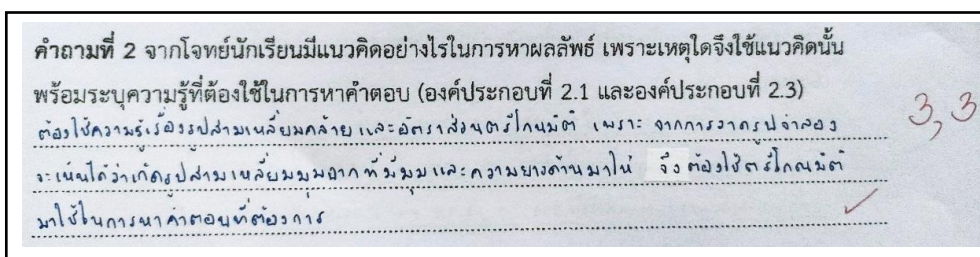 คำถามที่ 2 จากโจทย์นักเรียนมีแนวคิดอย่างไรในการหาผลลัพธ์ เพราะเหตุใดจึงใช้แนวคิดนั้น
พร้อมระบุความรู้ที่ต้องใช้ในการหาคำตอบ (องค์ประกอบที่ 2.1 และองค์ประกอบที่ 2.3)
3,3
ต้องใช้ความรู้เรื่องรูปสามเหลี่ยมคล้าย และอัตราส่วนตรีโกณมิติ เพราะ จากการวาดรูปจำลอง
จะเห็นได้ว่าเกิดรูปสามเหลี่ยมมุมฉาก ที่มีมุมและความยาวด้านมาให้ จึงต้องใช้ตรีโกณมิติ
มาใช้ในการหาคำตอบที่ต้องการ